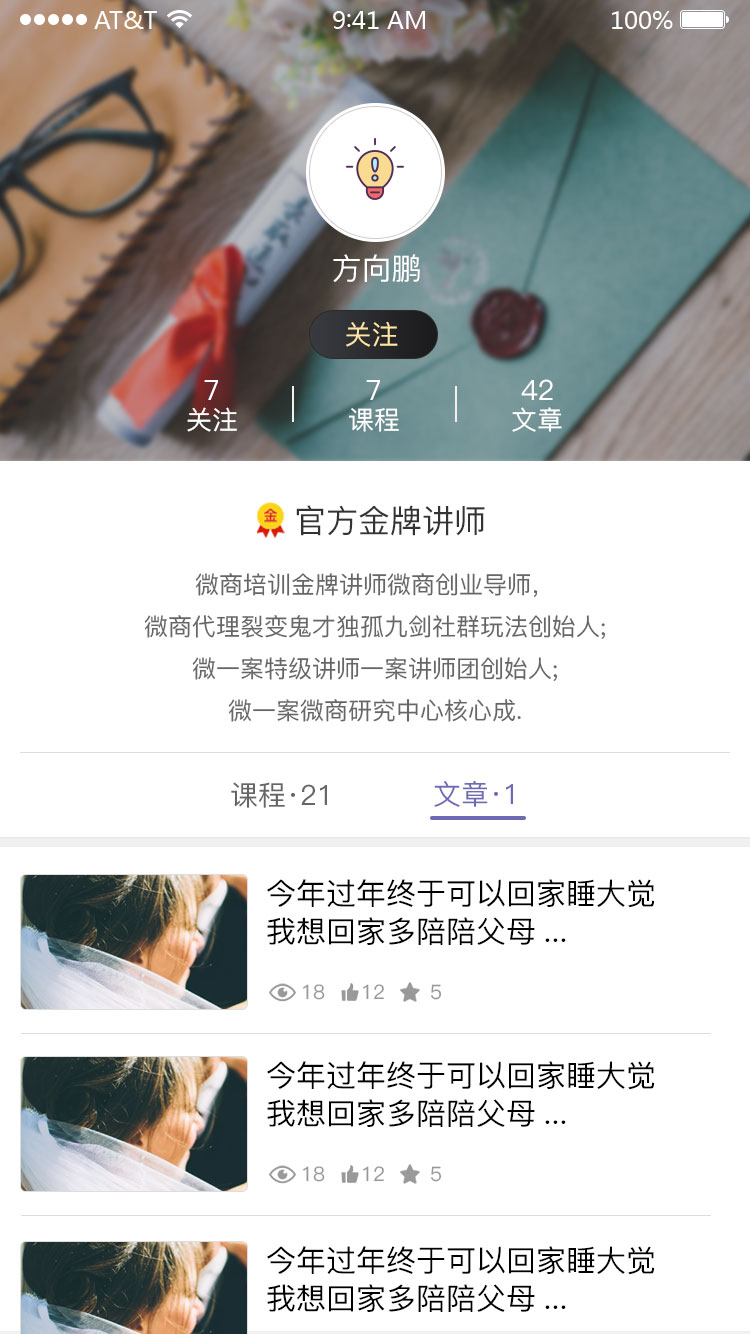 AT&T 9:41 AM 100%
方向鹏
关注
7 7 42
关注 课程 文章
金 官方金牌讲师
微商培训金牌讲师微商创业导师，
微商代理裂变鬼才独孤九剑社群玩法创始人;
微一案特级讲师一案讲师团创始人;
微一案微商研究中心核心成.
课程·21 文章·1
今年过年终于可以回家睡大觉
我想回家多陪陪父母 ...
18 12 5
今年过年终于可以回家睡大觉
我想回家多陪陪父母 ...
18 12 5
今年过年终于可以回家睡大觉
我想回家多陪陪父母 ...